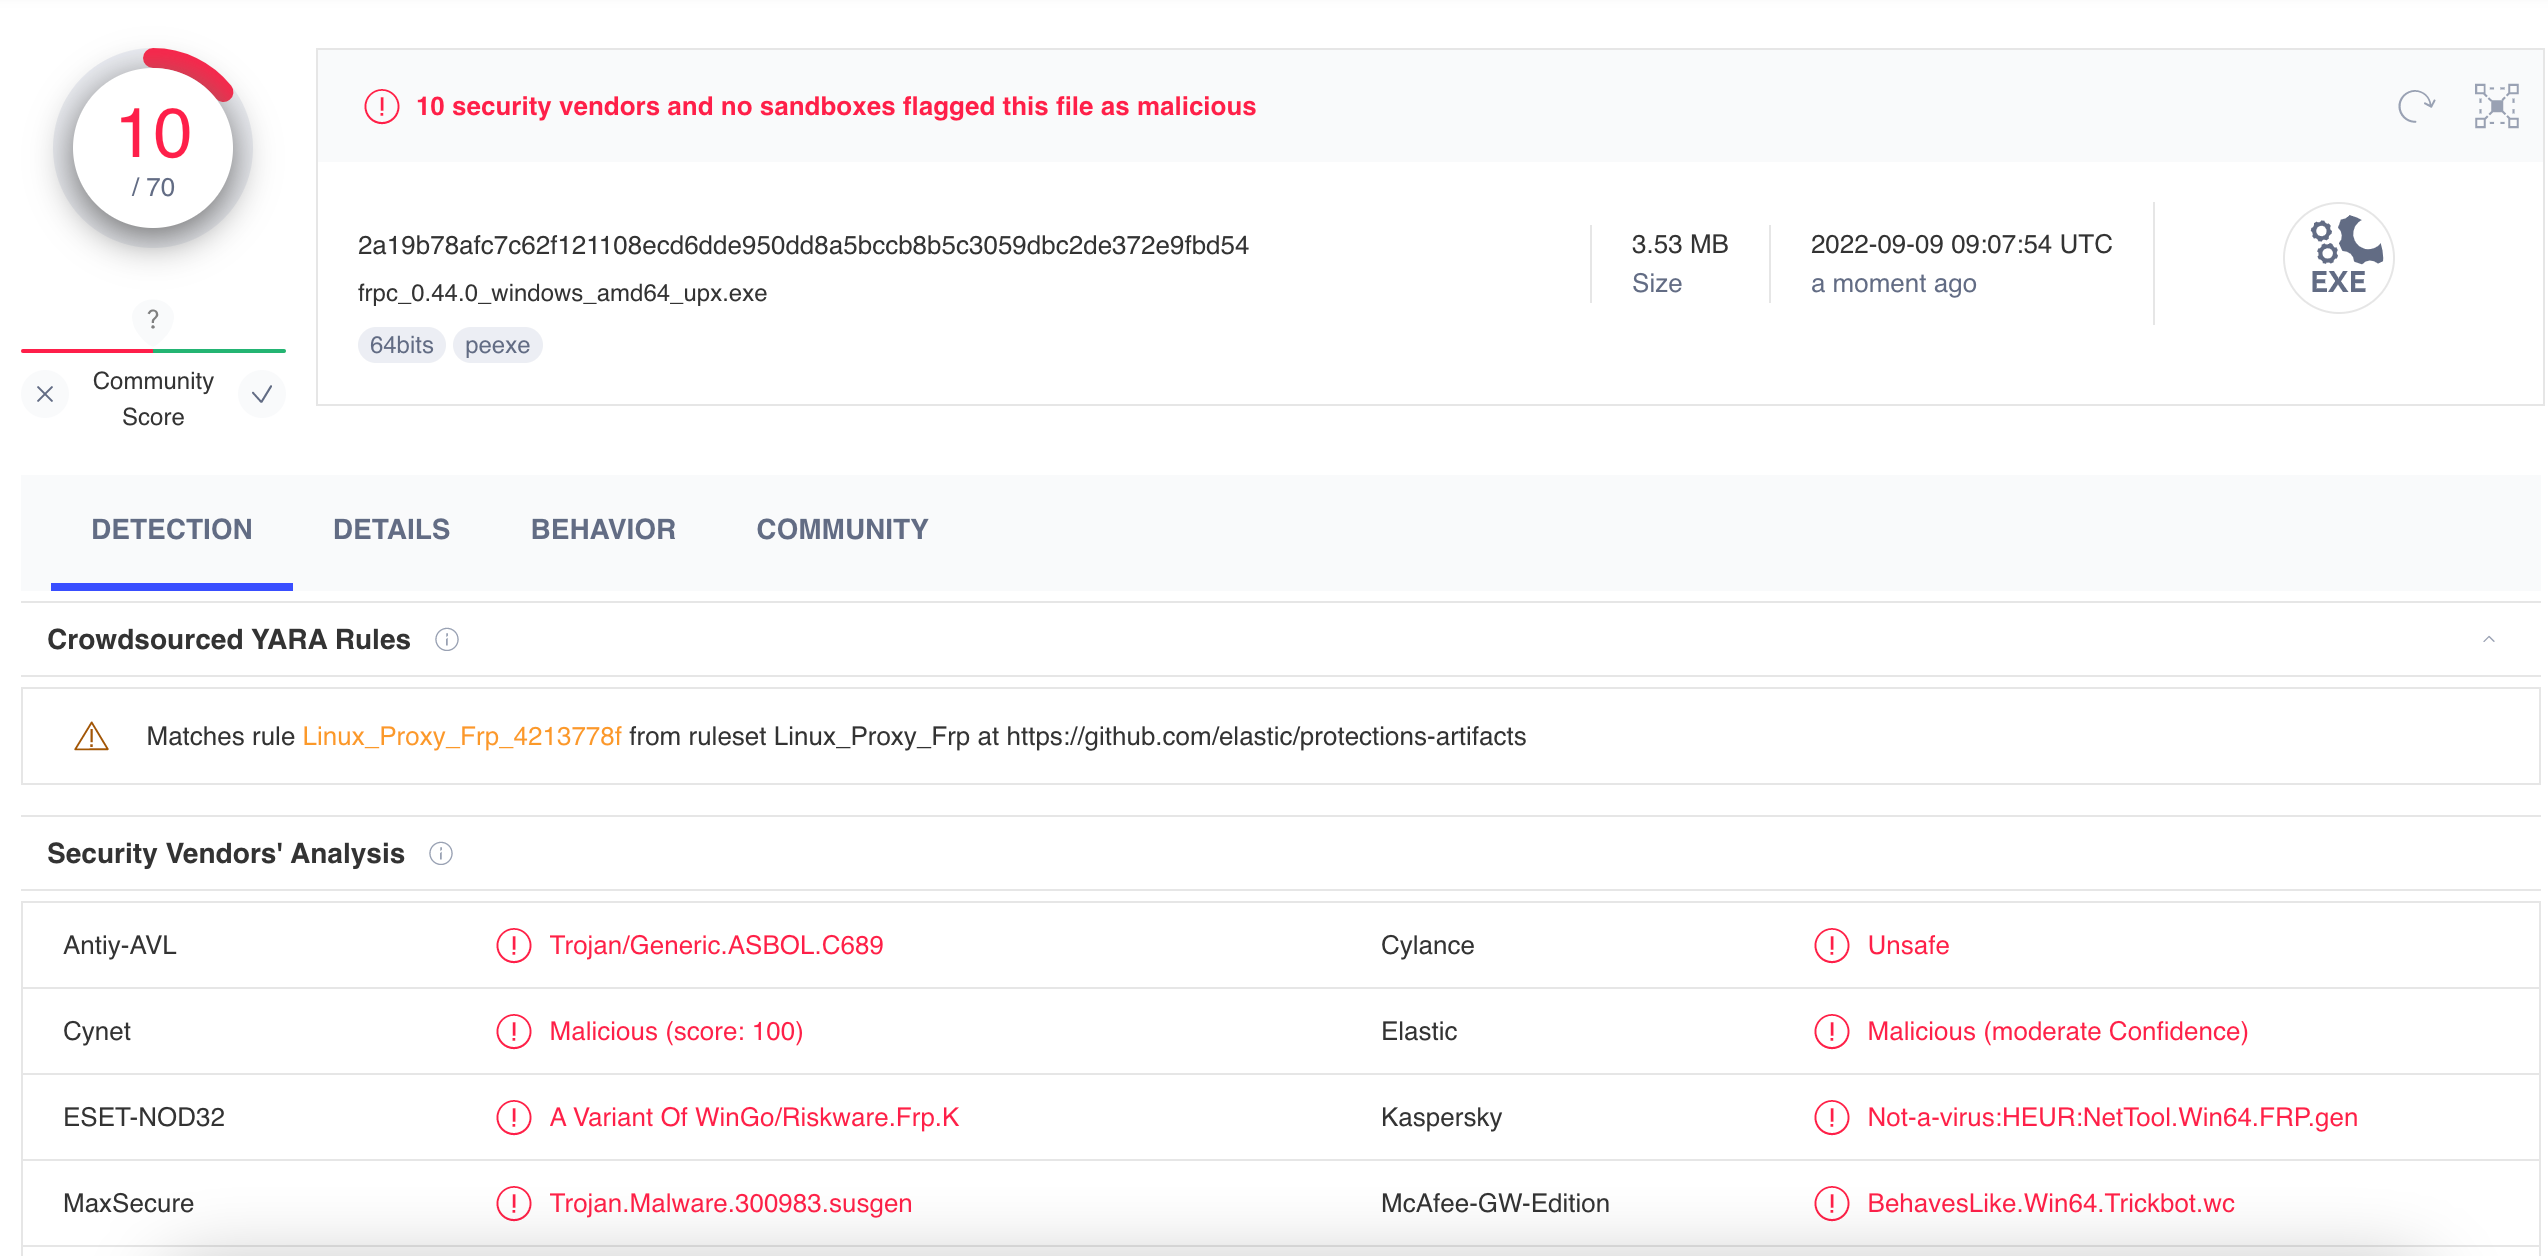 10
/ 70
?
Community
Score
10 security vendors and no sandboxes flagged this file as malicious
2a19b78afc7c62f121108ecd6dde950dd8a5bccb8b5c3059dbc2de372e9fbd54
frpc_0.44.0_windows_amd64_upx.exe
64bits peexe
3.53 MB
Size
2022-09-09 09:07:54 UTC
a moment ago
EXE
DETECTION DETAILS BEHAVIOR COMMUNITY
Crowdsourced YARA Rules
Matches rule Linux_Proxy_Frp_4213778f from ruleset Linux_Proxy_Frp at https://github.com/elastic/protections-artifacts
Security Vendors' Analysis
Antiy-AVL Trojan/Generic.ASBOL.C689 Cylance Unsafe
Cynet Malicious (score: 100) Elastic Malicious (moderate Confidence)
ESET-NOD32 A Variant Of WinGo/Riskware.Frp.K Kaspersky Not-a-virus:HEUR:NetTool.Win64.FRP.gen
MaxSecure Trojan.Malware.300983.susgen McAfee-GW-Edition BehavesLike.Win64.Trickbot.wc